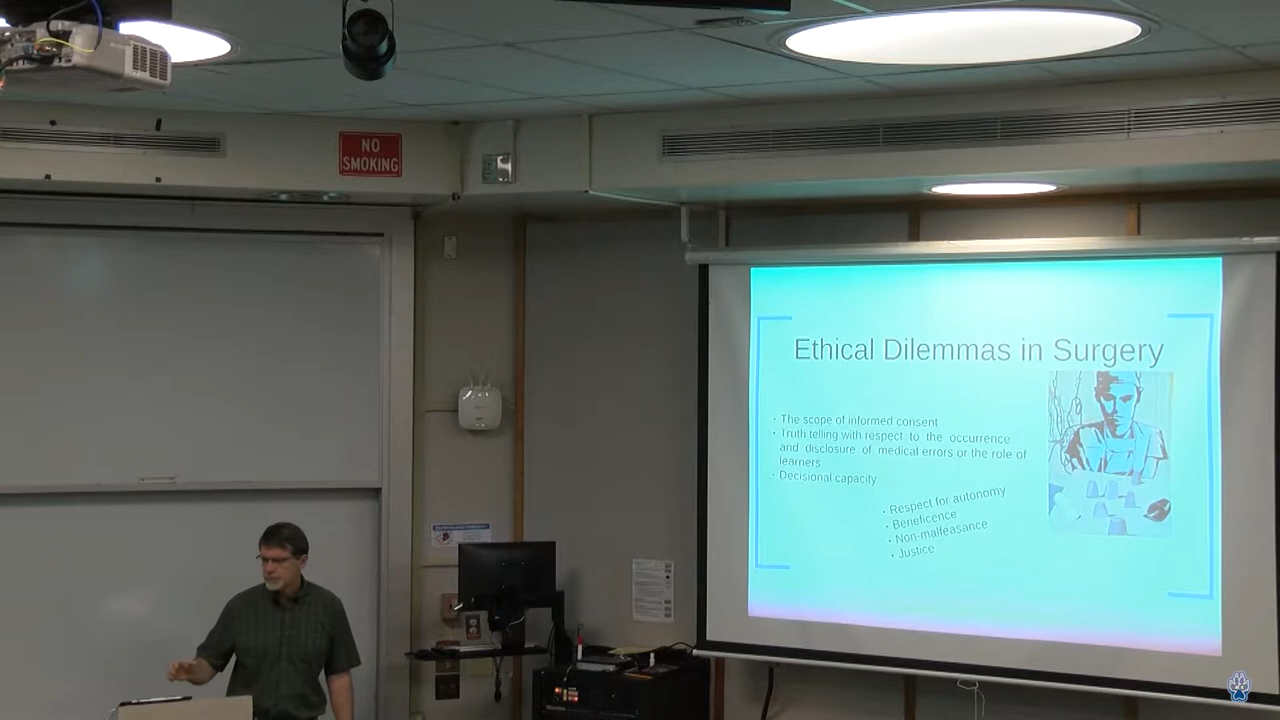 NO
SMOKING
Ethical Dilemmas in Surgery
· The scope of informed consent
· Truth telling with respect to the occurrence
and disclosure of medical errors or the role of
learners
· Decisional capacity
· Respect for autonomy
· Beneficence
· Non-malfeasance
· Justice